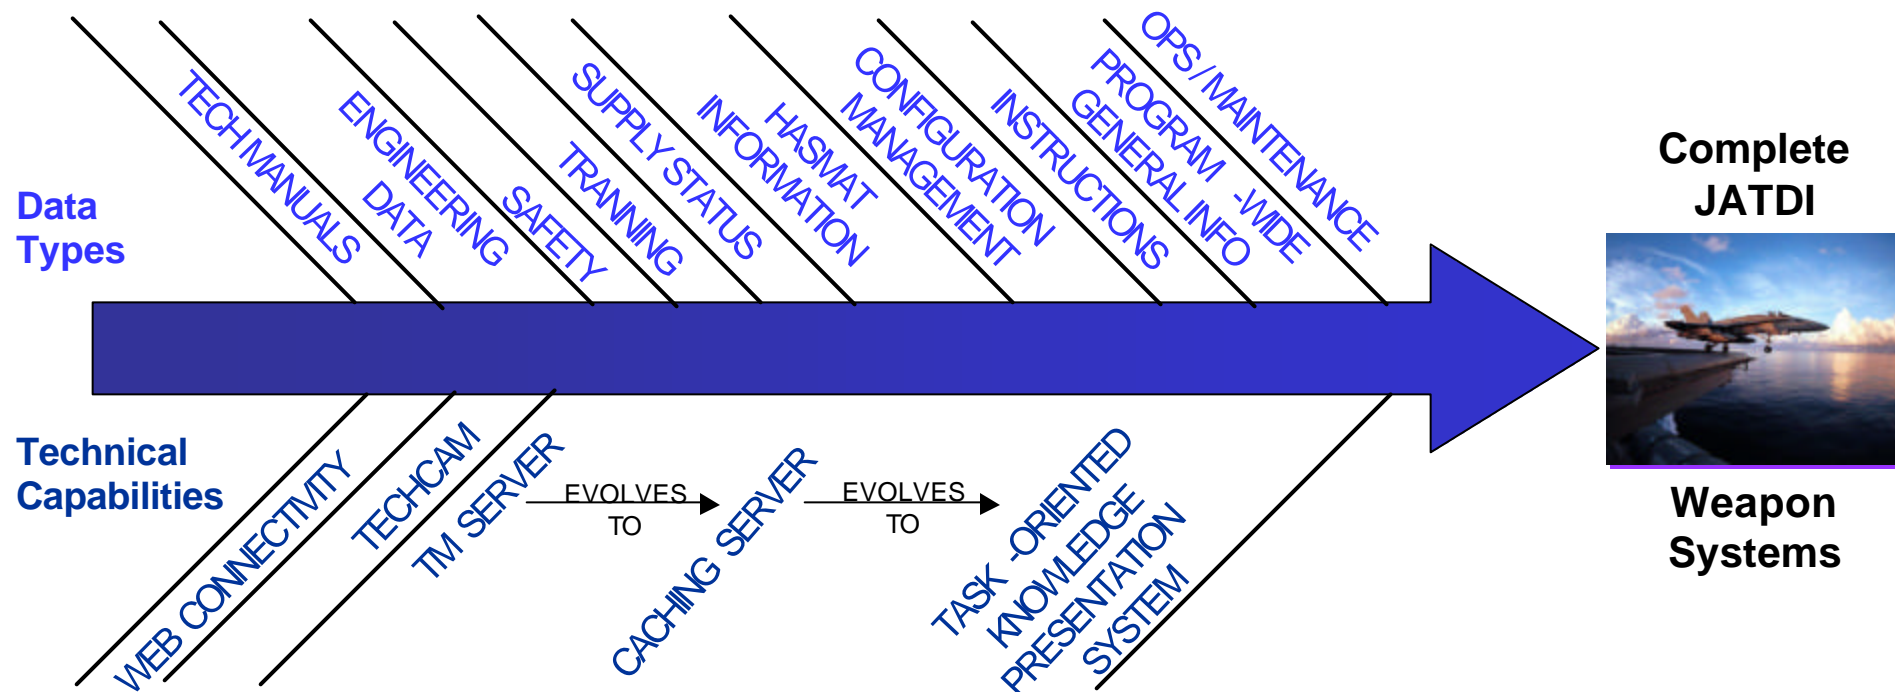 Data
Types
TECH MANUALS
ENGINEERING
DATA
SAFETY
TRANNING
SUPPLY STATUS
HASMAT
INFORMATION
CONFIGURATION
MANAGEMENT
INSTRUCTIONS
PROGRAM -WIDE
GENERAL INFO
OPS / MAINTENANCE
Complete
JATDI
Weapon
Systems
Technical
Capabilities
WEB CONNECTIVITY
TECHCAM
TM SERVER
EVOLVES
TO
CACHING SERVER
EVOLVES
TO
TASK -ORIENTED
KNOWLEDGE
PRESENTATION
SYSTEM